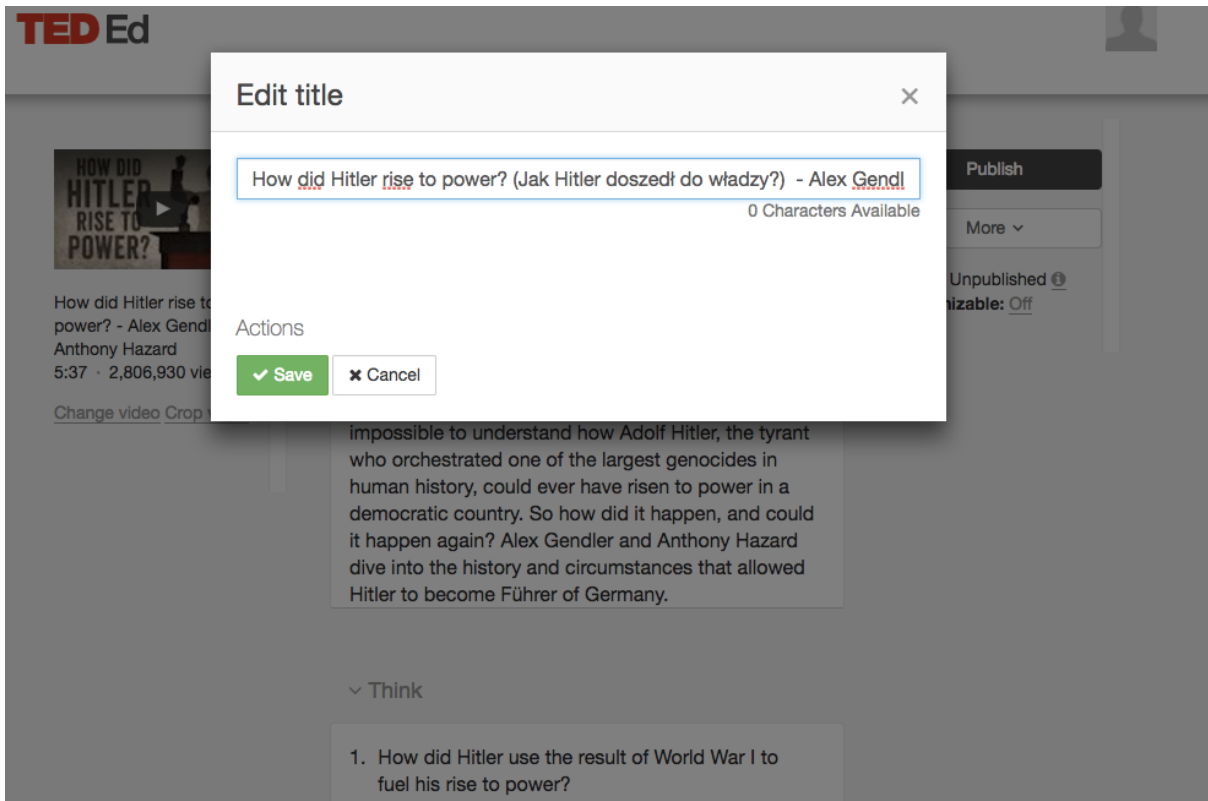 TED Ed
Edit title
×
How did Hitler rise to power? (Jak Hitler doszedł do władzy?)  - Alex Gendl
0 Characters Available
Actions
Save
Cancel
HOW DID
HITLER
RISE TO
POWER?
How did Hitler rise to
power? - Alex Gendl
Anthony Hazard
5:37 · 2,806,930 vie
Change video Crop
Publish
More
Unpublished
nizable: Off
impossible to understand how Adolf Hitler, the tyrant
who orchestrated one of the largest genocides in
human history, could ever have risen to power in a
democratic country. So how did it happen, and could
it happen again? Alex Gendler and Anthony Hazard
dive into the history and circumstances that allowed
Hitler to become Führer of Germany.
Think
1. How did Hitler use the result of World War I to
fuel his rise to power?